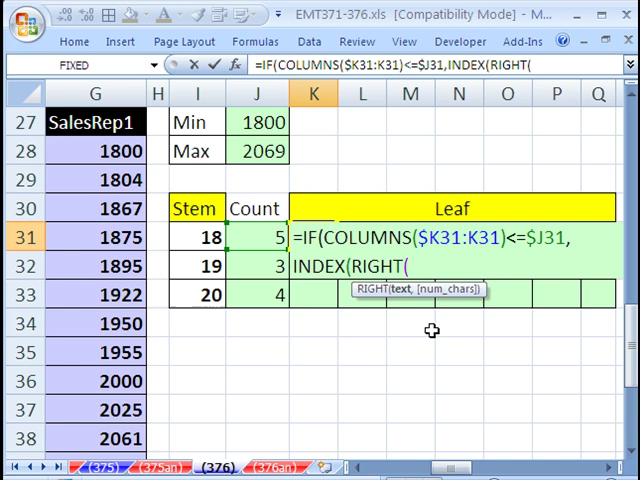 EMT371-376.xls [Compatibility Mode] - M...
Home Insert Page Layout Formulas Data Review View Developer Add-Ins
FIXED =IF(COLUMNS($K31:K31)<=$J31,INDEX(RIGHT(
G H I J K L M N O P Q
27 SalesRep1 Min 1800
28 1800 Max 2069
29 1804
30 1867 Stem Count Leaf
31 1875 18 5 =IF(COLUMNS($K31:K31)<=$J31,
32 1895 19 3 INDEX(RIGHT(
RIGHT(text, [num_chars])
33 1922 20 4
34 1950
35 1955
36 2000
37 2025
38 2061
(375) (375an) (376) (376an)